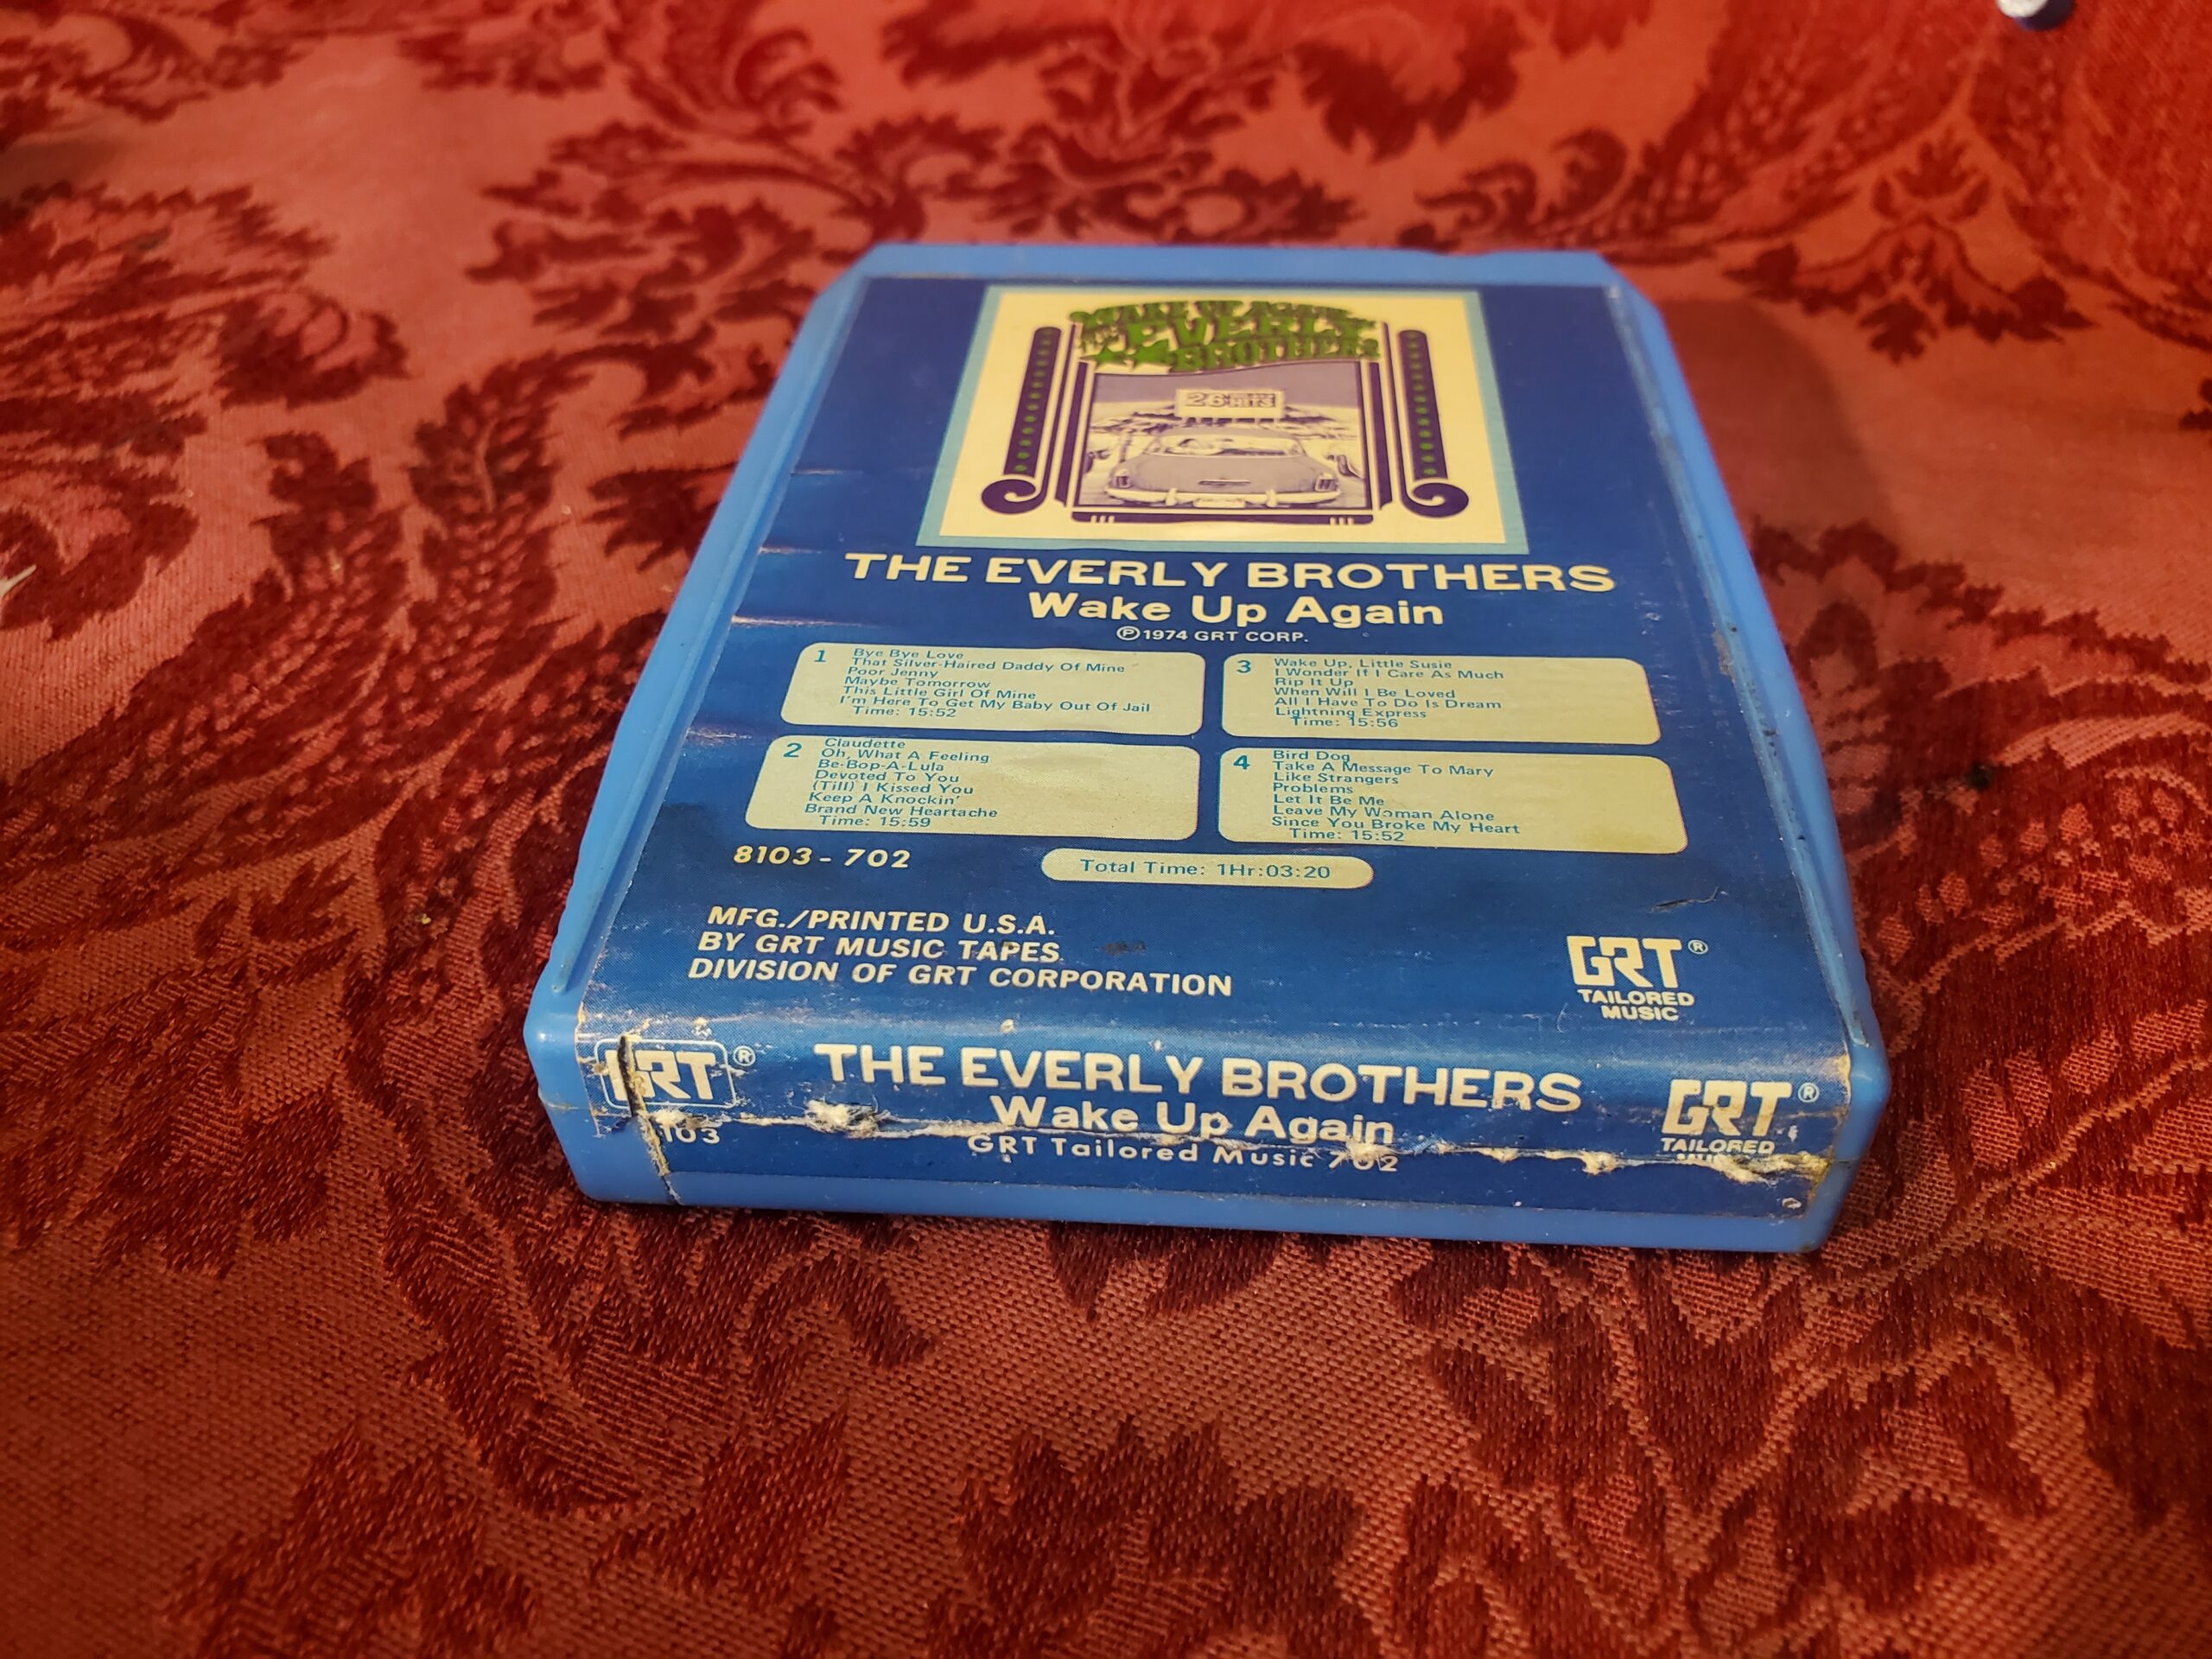 WAKE UP AGAIN
EVERLY
BROTHERS
26
HITS
THE EVERLY BROTHERS
Wake Up Again
Ⓟ1974 GRT CORP.
1
Bye Bye Love
That Silver-Haired Daddy Of Mine
Poor Jenny
Maybe Tomorrow
This Little Girl Of Mine
I'm Here To Get My Baby Out Of Jail
Time: 15:52
2
Claudette
Oh, What A Feeling
Be-Bop-A-Lula
Devoted To You
(Till) I Kissed You
Keep A Knockin'
Brand New Heartache
Time: 15:59
3
Wake Up, Little Susie
I Wonder If I Care As Much
Rip It Up
When Will I Be Loved
All I Have To Do Is Dream
Lightning Express
Time: 15:56
4
Bird Dog
Take A Message To Mary
Like Strangers
Problems
Let It Be Me
Leave My Woman Alone
Since You Broke My Heart
Time: 15:52
8103-702
Total Time: 1Hr:03:20
MFG./PRINTED U.S.A.
BY GRT MUSIC TAPES
DIVISION OF GRT CORPORATION
GRT®
TAILORED
MUSIC
GRT®
8103
THE EVERLY BROTHERS
Wake Up Again
GRT Tailored Music 702
GRT®
TAILORED
MUSIC